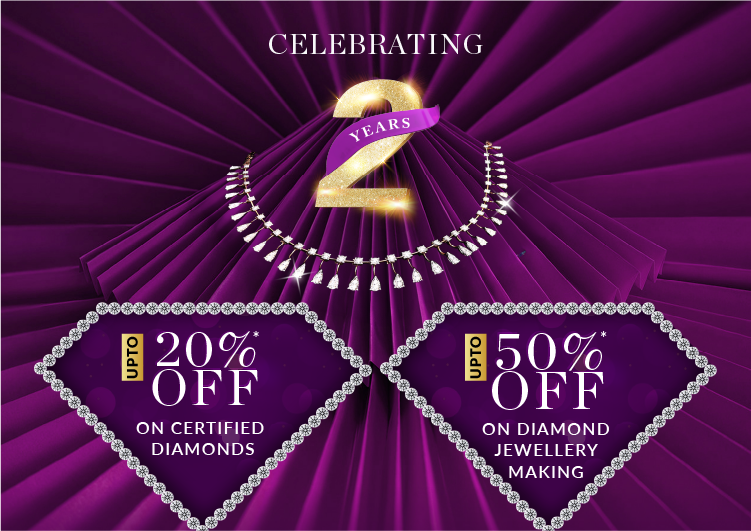 CELEBRATING
2
YEARS
UPTO
20%*
OFF
ON CERTIFIED
DIAMONDS
UPTO
50%*
OFF
ON DIAMOND
JEWELLERY
MAKING